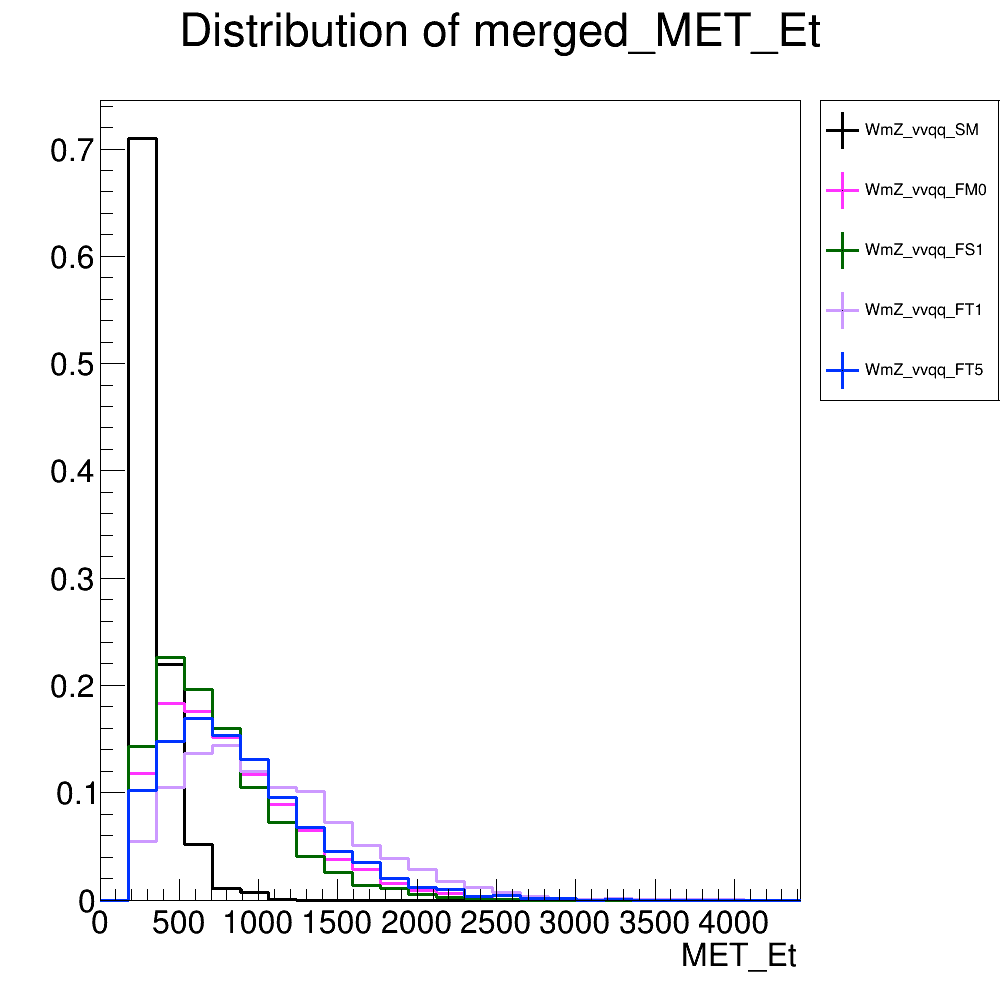 Distribution of merged_MET_Et
0.7
0.6
0.5
0.4
0.3
0.2
0.1
0
0 500 1000 1500 2000 2500 3000 3500 4000
MET_Et
WmZ_vvqq_SM
WmZ_vvqq_FM0
WmZ_vvqq_FS1
WmZ_vvqq_FT1
WmZ_vvqq_FT5